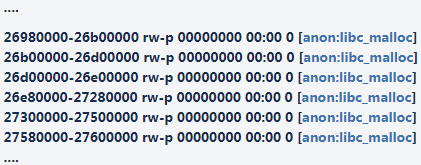 ....
26980000-26b00000 rw-p 00000000 00:00 0 [anon:libc_malloc]
26b00000-26d00000 rw-p 00000000 00:00 0 [anon:libc_malloc]
26d00000-26e00000 rw-p 00000000 00:00 0 [anon:libc_malloc]
26e80000-27280000 rw-p 00000000 00:00 0 [anon:libc_malloc]
27300000-27500000 rw-p 00000000 00:00 0 [anon:libc_malloc]
27580000-27600000 rw-p 00000000 00:00 0 [anon:libc_malloc]
....